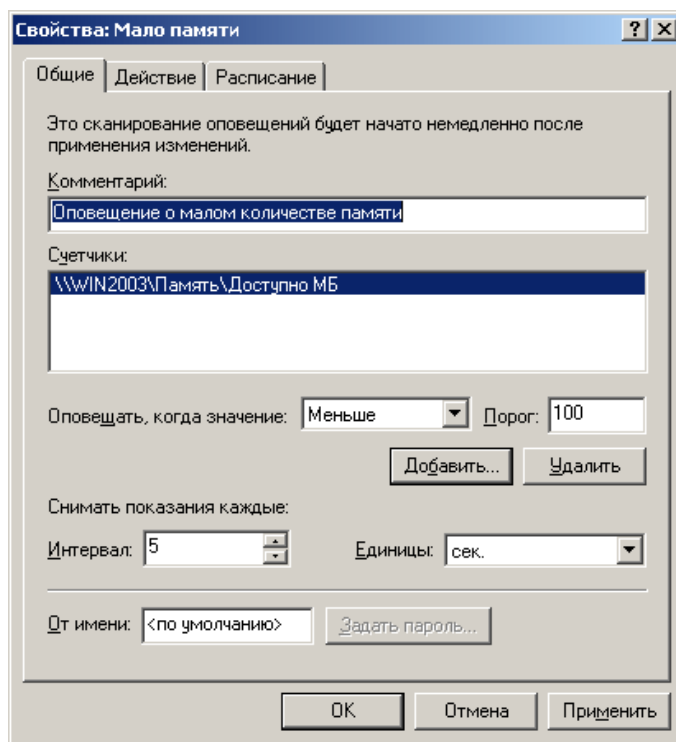 Свойства: Мало памяти
Общие Действие Расписание
Это сканирование оповещений будет начато немедленно после
применения изменений.
Комментарий:
Оповещение о малом количестве памяти
Счетчики:
\\WIN2003\Память\Доступно МБ
Оповещать, когда значение: Меньше Порог: 100
Добавить... Удалить
Снимать показания каждые:
Интервал: 5 Единицы: сек.
От имени: <по умолчанию> Задать пароль...
OK Отмена Применить